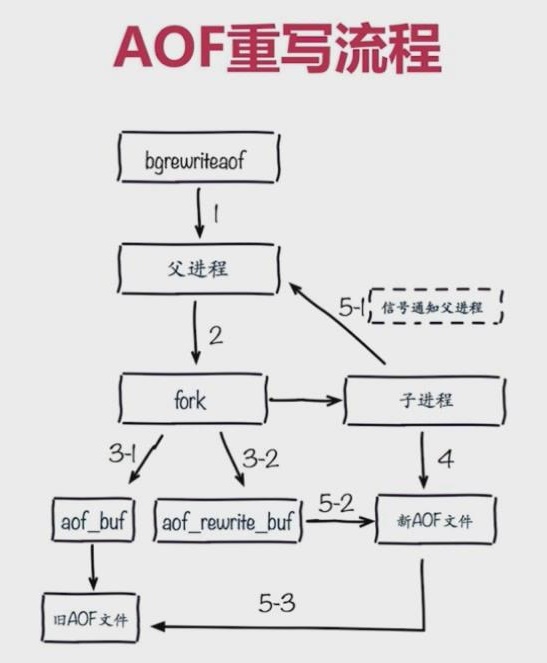 AOF重写流程
bgrewriteaof
1
父进程
5-1
信号通知父进程
2
fork
子进程
3-1
3-2
4
aof_buf
aof_rewrite_buf
5-2
新AOF文件
5-3
旧AOF文件